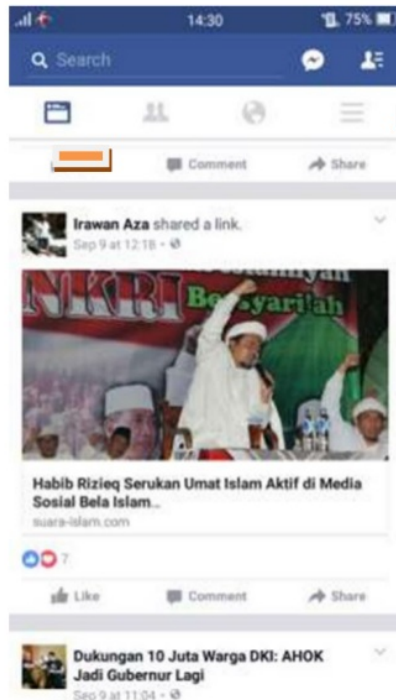 14:30
75%
Search
Comment Share
Irawan Aza shared a link.
Sep 9 at 12:18
NKRI Bersyariah
Habib Rizieq Serukan Umat Islam Aktif di Media
Sosial Bela Islam...
suara-islam.com
7
Like Comment Share
Dukungan 10 Juta Warga DKI: AHOK
Jadi Gubernur Lagi
Sep 9 at 11:04